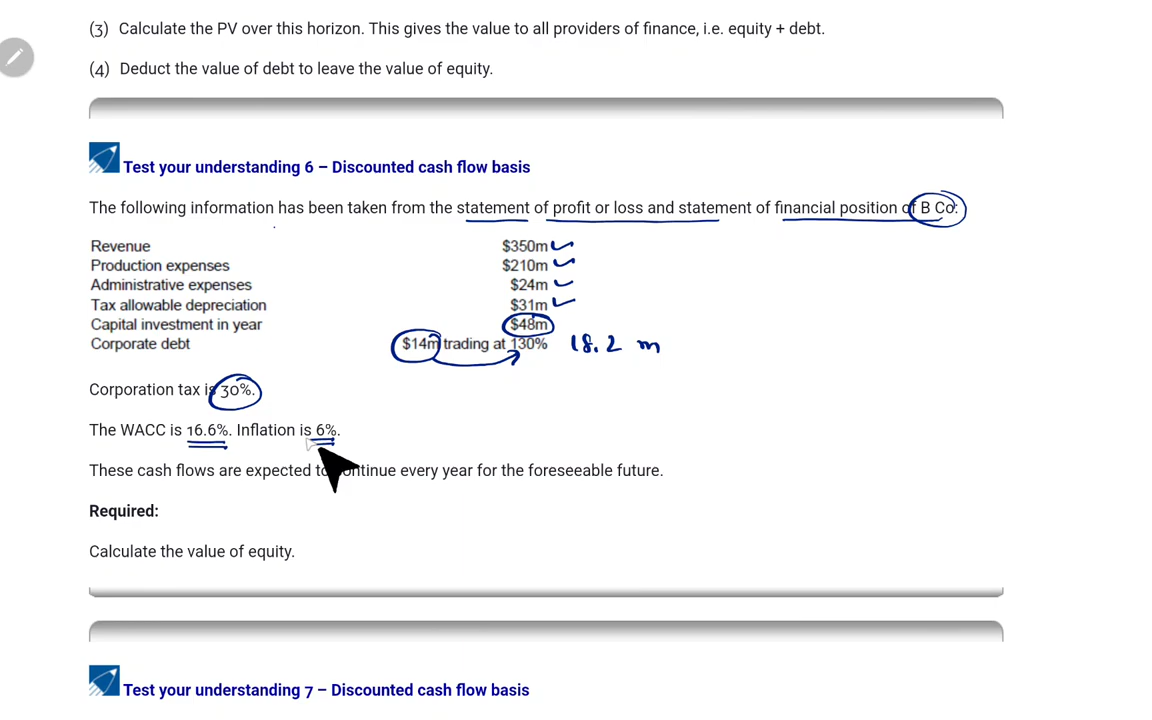 (3) Calculate the PV over this horizon. This gives the value to all providers of finance, i.e. equity + debt.
(4) Deduct the value of debt to leave the value of equity.
Test your understanding 6 – Discounted cash flow basis
The following information has been taken from the statement of profit or loss and statement of financial position of B Co:
Revenue $350m
Production expenses $210m
Administrative expenses $24m
Tax allowable depreciation $31m
Capital investment in year $48m
Corporate debt $14m trading at 130% 18.2 m
Corporation tax is 30%.
The WACC is 16.6%. Inflation is 6%.
These cash flows are expected to continue every year for the foreseeable future.
Required:
Calculate the value of equity.
Test your understanding 7 – Discounted cash flow basis